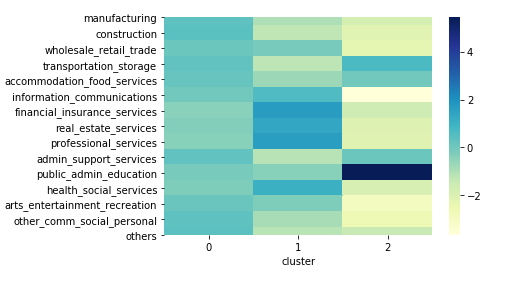 manufacturing
construction
wholesale_retail_trade
transportation_storage
accommodation_food_services
information_communications
financial_insurance_services
real_estate_services
professional_services
admin_support_services
public_admin_education
health_social_services
arts_entertainment_recreation
other_comm_social_personal
others
0 1 2
cluster
4
2
0
−2